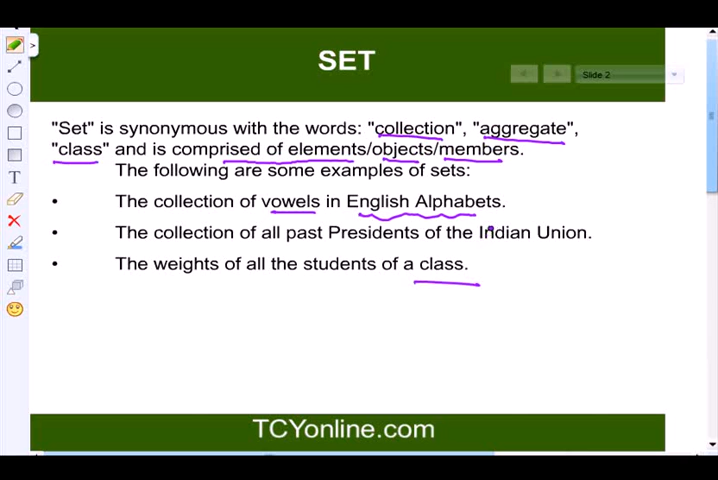 SET
Slide 2
"Set" is synonymous with the words: "collection", "aggregate",
"class" and is comprised of elements/objects/members.
The following are some examples of sets:
• The collection of vowels in English Alphabets.
• The collection of all past Presidents of the Indian Union.
• The weights of all the students of a class.
TCYonline.com